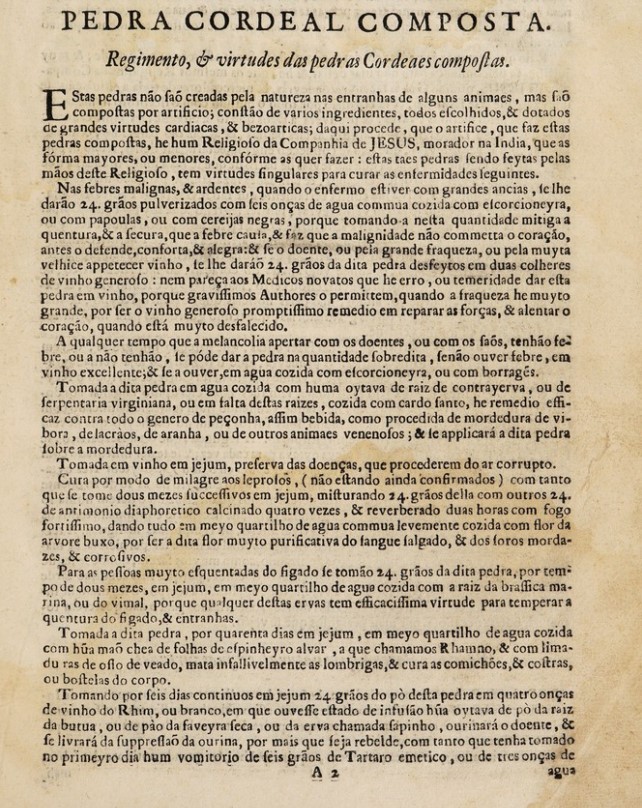 PEDRA CORDEAL COMPOSTA.
Regimento, & virtudes das pedras Cordeaes compoſtas.
EStas pedras não ſaõ creadas pela natureza nas entranhas de alguns animaes, mas ſaõ
compoſtas por artificio; conſtão de varios ingredientes, todos eſcolhidos, & dotados
de grandes virtudes cardiacas, & bezoarticas; daqui procede, que o artifice, que faz eſtas
pedras compoſtas, he hum Religioſo da Companhia de JESUS, morador na India, que as
fórma mayores, ou menores, confórme as quer fazer: eſtas taes pedras ſendo feytas pelas
mãos deſte Religioſo, tem virtudes ſingulares para curar as enfermidades ſeguintes.
Nas febres malignas, & ardentes, quando o enfermo eſtiver com grandes ancias, ſe lhe
darão 24. grãos pulverizados com ſeis onças de agua commua cozida com eſcorcioneyra,
ou com papoulas, ou com cereijas negras, porque tomando-a neſta quantidade mitiga a
quentura, & a ſecura, que a febre cauſa, & faz que a malignidade não commetta o coração,
antes o defende, conforta, & alegra: & ſe o doente, ou pela grande fraqueza, ou pela muyta
velhice appetecer vinho, ſe lhe daráõ 24. grãos da dita pedra desfeytos em duas colheres
de vinho generoſo: nem pareça aos Medicos novatos que he erro, ou temeridade dar eſta
pedra em vinho, porque graviſſimos Authores o permittem, quando a fraqueza he muyto
grande, por ſer o vinho generoſo promptiſſimo remedio em reparar as forças, & alentar o
coração, quando eſtá muyto desfalecido.
A qualquer tempo que a melancolia apertar com os doentes, ou com os ſaõs, tenhão fe-
bre, ou a não tenhão, ſe póde dar a pedra na quantidade ſobredita, ſenão ouver febre, em
vinho excellente; & ſe a ouver, em agua cozida com eſcorcioneyra, ou com borragés.
Tomada a dita pedra em agua cozida com huma oytava de raiz de contrayerva, ou de
ſerpentaria virginiana, ou em falta deſtas raizes, cozida com cardo ſanto, he remedio effi-
caz contra todo o genero de peçonha, aſſim bebida, como procedida de mordedura de vi-
bora, de lacràos, de aranha, ou de outros animaes venenoſos; & ſe applicará a dita pedra
ſobre a mordedura.
Tomada em vinho em jejum, preſerva das doenças, que procederem do ar corrupto.
Cura por modo de milagre aos leproſos, (não eſtando ainda confirmados) com tanto
que ſe tome dous mezes ſucceſſivos em jejum, miſturando 24. grãos della com outros 24.
de antimonio diaphoretico calcinado quatro vezes, & reverberado duas horas com fogo
fortiſſimo, dando tudo em meyo quartilho de agua commua levemente cozida com flor da
arvore buxo, por ſer a dita flor muyto purificativa do ſangue ſalgado, & dos ſoros morda-
zes, & corroſivos.
Para as peſſoas muyto eſquentadas do figado ſe tomão 24. grãos da dita pedra, por tem-
po de dous mezes, em jejum, em meyo quartilho de agua cozida com a raiz da braſſica ma-
rina, ou do vimal, porque qualquer deſtas ervas tem efficaciſſima virtude para temperar a
quentura do figado, & entranhas.
Tomada a dita pedra, por quarenta dias em jejum, em meyo quartilho de agua cozida
com hũa maõ chea de folhas de eſpinheyro alvar, a que chamamos Rhamno, & com lima-
duras de oſſo de veado, mata infallivelmente as lombrigas, & cura as comichões, & coſtras,
ou boſtelas do corpo.
Tomando por ſeis dias continuos em jejum 24 grãos do pò deſta pedra em quatro onças
de vinho do Rhim, ou branco, em que ouveſſe eſtado de infuſão hũa oytava de pò da raiz
da butua, ou de pào da faveyra ſeca, ou da erva chamada ſapinho, ourinará o doente, &
ſe livrará da ſuppreſſaõ da ourina, por mais que ſeja rebelde, com tanto que tenha tomado
no primeyro dia hum vomitorio de ſeis grãos de Tartaro emetico, ou de tres onças de
A 2
agua